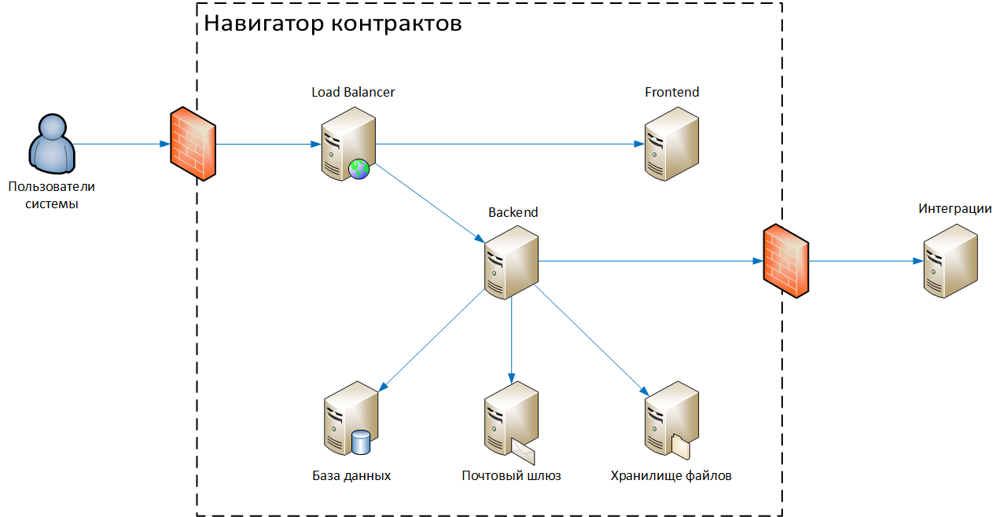 Навигатор контрактов
Load Balancer
Frontend
Пользователи
системы
Backend
Интеграции
База данных
Почтовый шлюз
Хранилище файлов